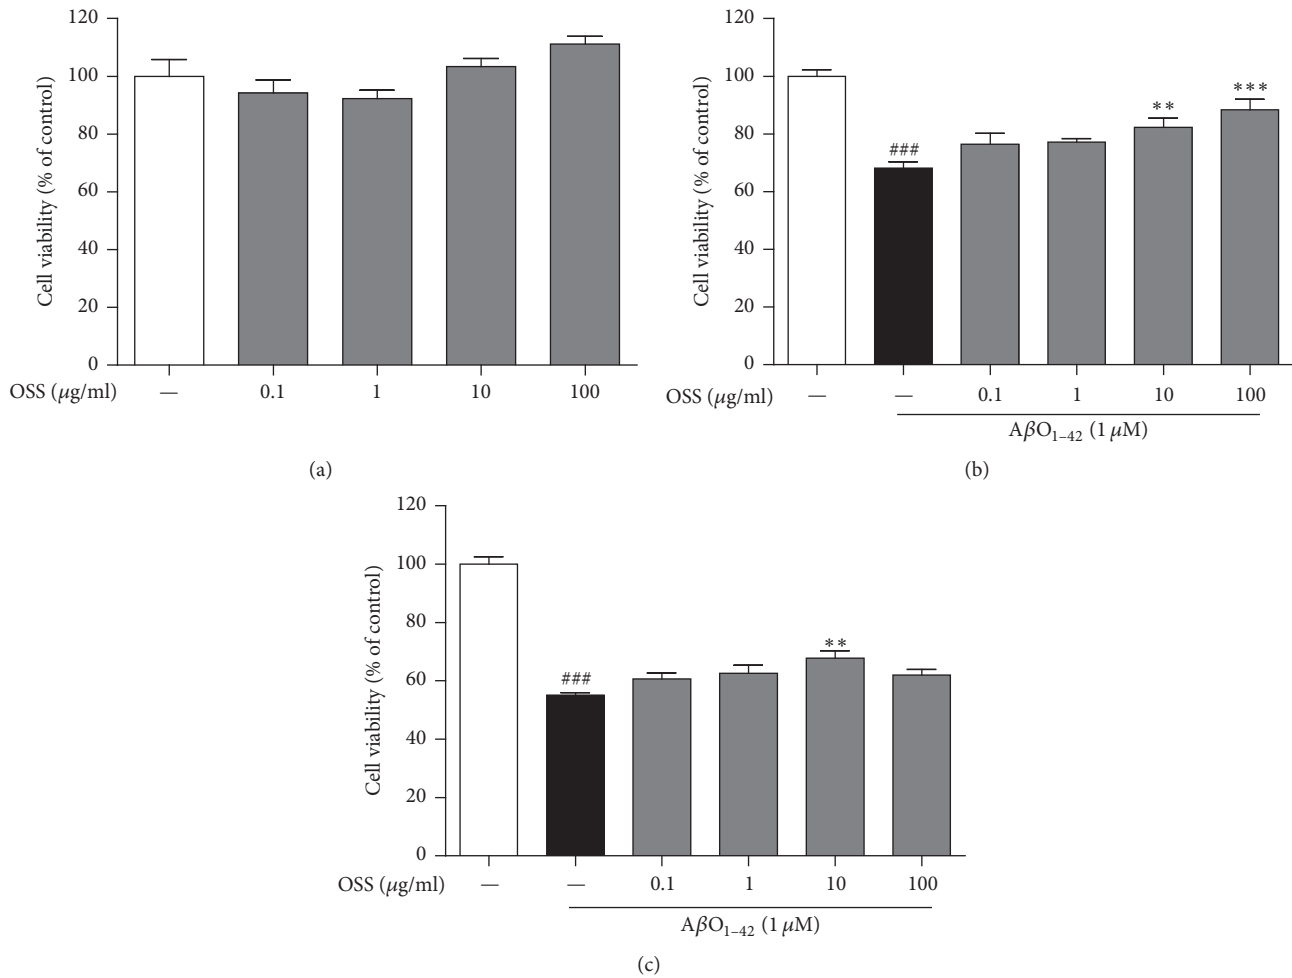 120
100
80
60
40
20
0
Cell viability (% of control)
OSS (μg/ml) — 0.1 1 10 100
(a)
120
100
80
60
40
20
0
Cell viability (% of control)
###
**
***
OSS (μg/ml) — — 0.1 1 10 100
AβO₁₋₄₂ (1 μM)
(b)
120
100
80
60
40
20
0
Cell viability (% of control)
###
**
OSS (μg/ml) — — 0.1 1 10 100
AβO₁₋₄₂ (1 μM)
(c)